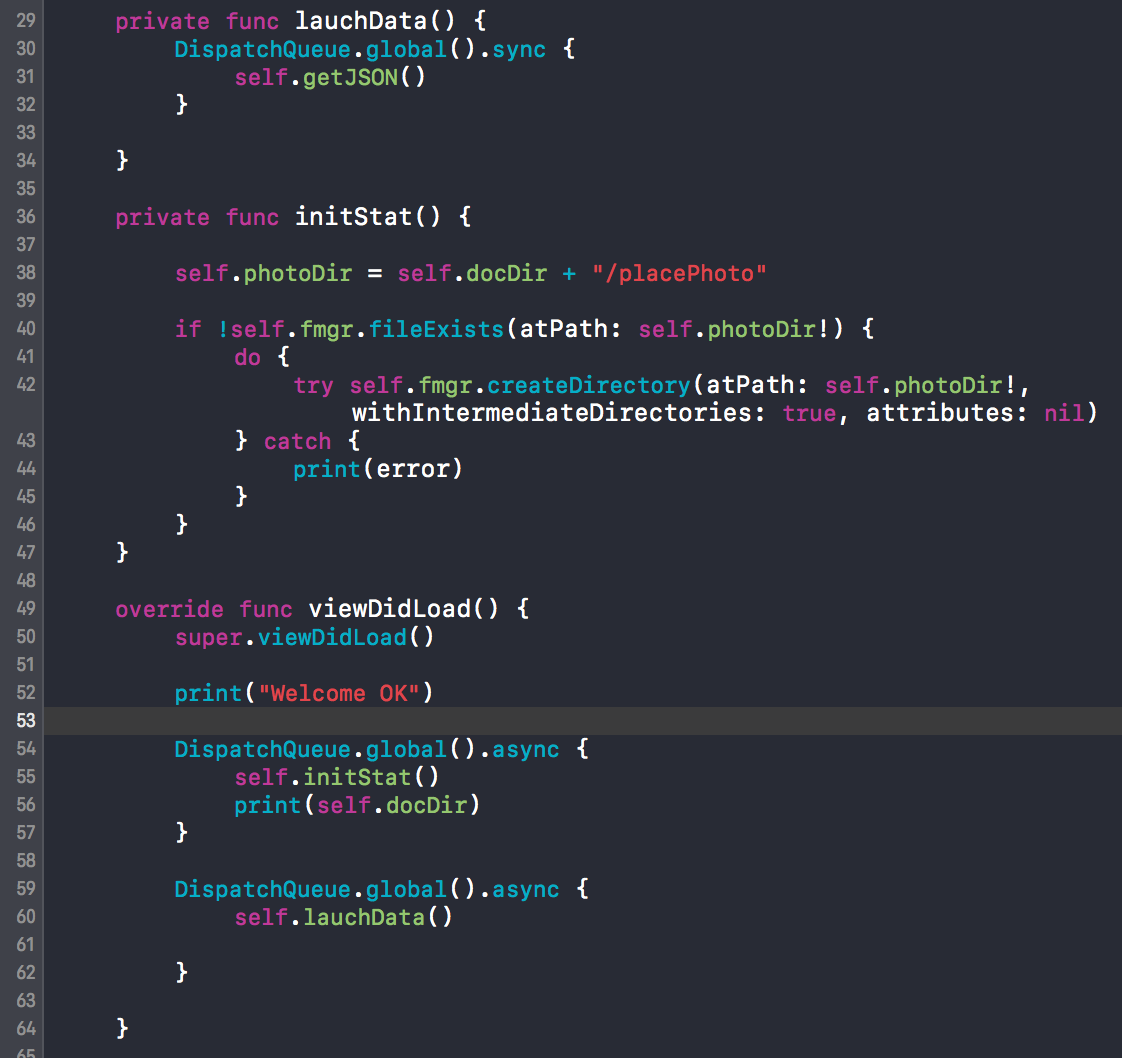 29 private func lauchData() {
30 DispatchQueue.global().sync {
31 self.getJSON()
32 }
33
34 }
35
36 private func initStat() {
37
38 self.photoDir = self.docDir + "/placePhoto"
39
40 if !self.fmgr.fileExists(atPath: self.photoDir!) {
41 do {
42 try self.fmgr.createDirectory(atPath: self.photoDir!,
withIntermediateDirectories: true, attributes: nil)
43 } catch {
44 print(error)
45 }
46 }
47 }
48
49 override func viewDidLoad() {
50 super.viewDidLoad()
51
52 print("Welcome OK")
53
54 DispatchQueue.global().async {
55 self.initStat()
56 print(self.docDir)
57 }
58
59 DispatchQueue.global().async {
60 self.lauchData()
61
62 }
63
64 }
65